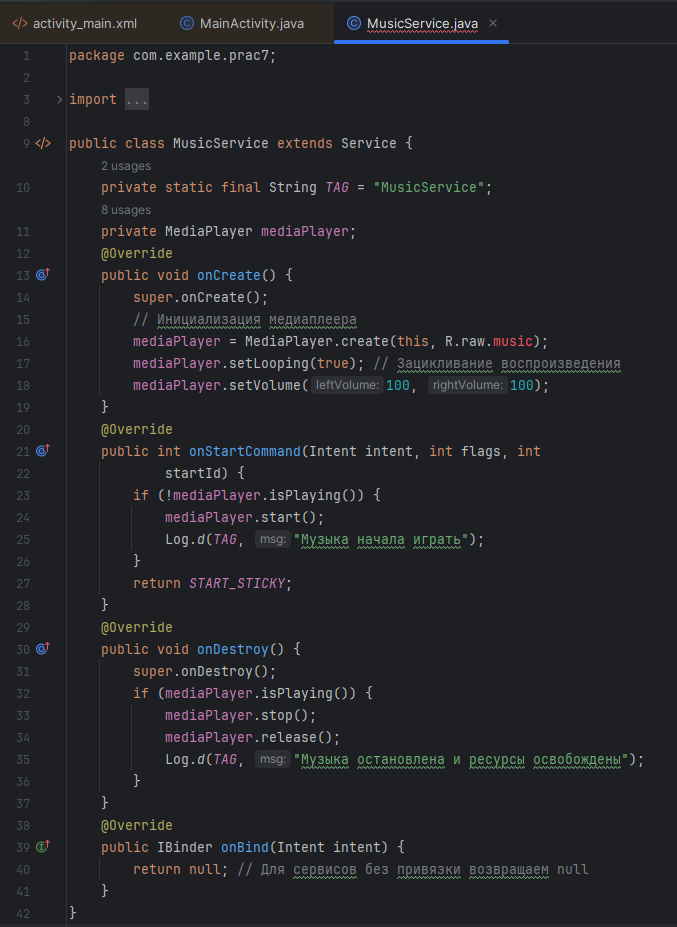 activity_main.xml MainActivity.java MusicService.java
1 package com.example.prac7;
2
3 import ...
8
9 public class MusicService extends Service {
2 usages
10 private static final String TAG = "MusicService";
8 usages
11 private MediaPlayer mediaPlayer;
12 @Override
13 public void onCreate() {
14 super.onCreate();
15 // Инициализация медиаплеера
16 mediaPlayer = MediaPlayer.create(this, R.raw.music);
17 mediaPlayer.setLooping(true); // Зацикливание воспроизведения
18 mediaPlayer.setVolume( leftVolume: 100, rightVolume: 100);
19 }
20 @Override
21 public int onStartCommand(Intent intent, int flags, int
22 startId) {
23 if (!mediaPlayer.isPlaying()) {
24 mediaPlayer.start();
25 Log.d(TAG, msg: "Музыка начала играть");
26 }
27 return START_STICKY;
28 }
29 @Override
30 public void onDestroy() {
31 super.onDestroy();
32 if (mediaPlayer.isPlaying()) {
33 mediaPlayer.stop();
34 mediaPlayer.release();
35 Log.d(TAG, msg: "Музыка остановлена и ресурсы освобождены");
36 }
37 }
38 @Override
39 public IBinder onBind(Intent intent) {
40 return null; // Для сервисов без привязки возвращаем null
41 }
42 }